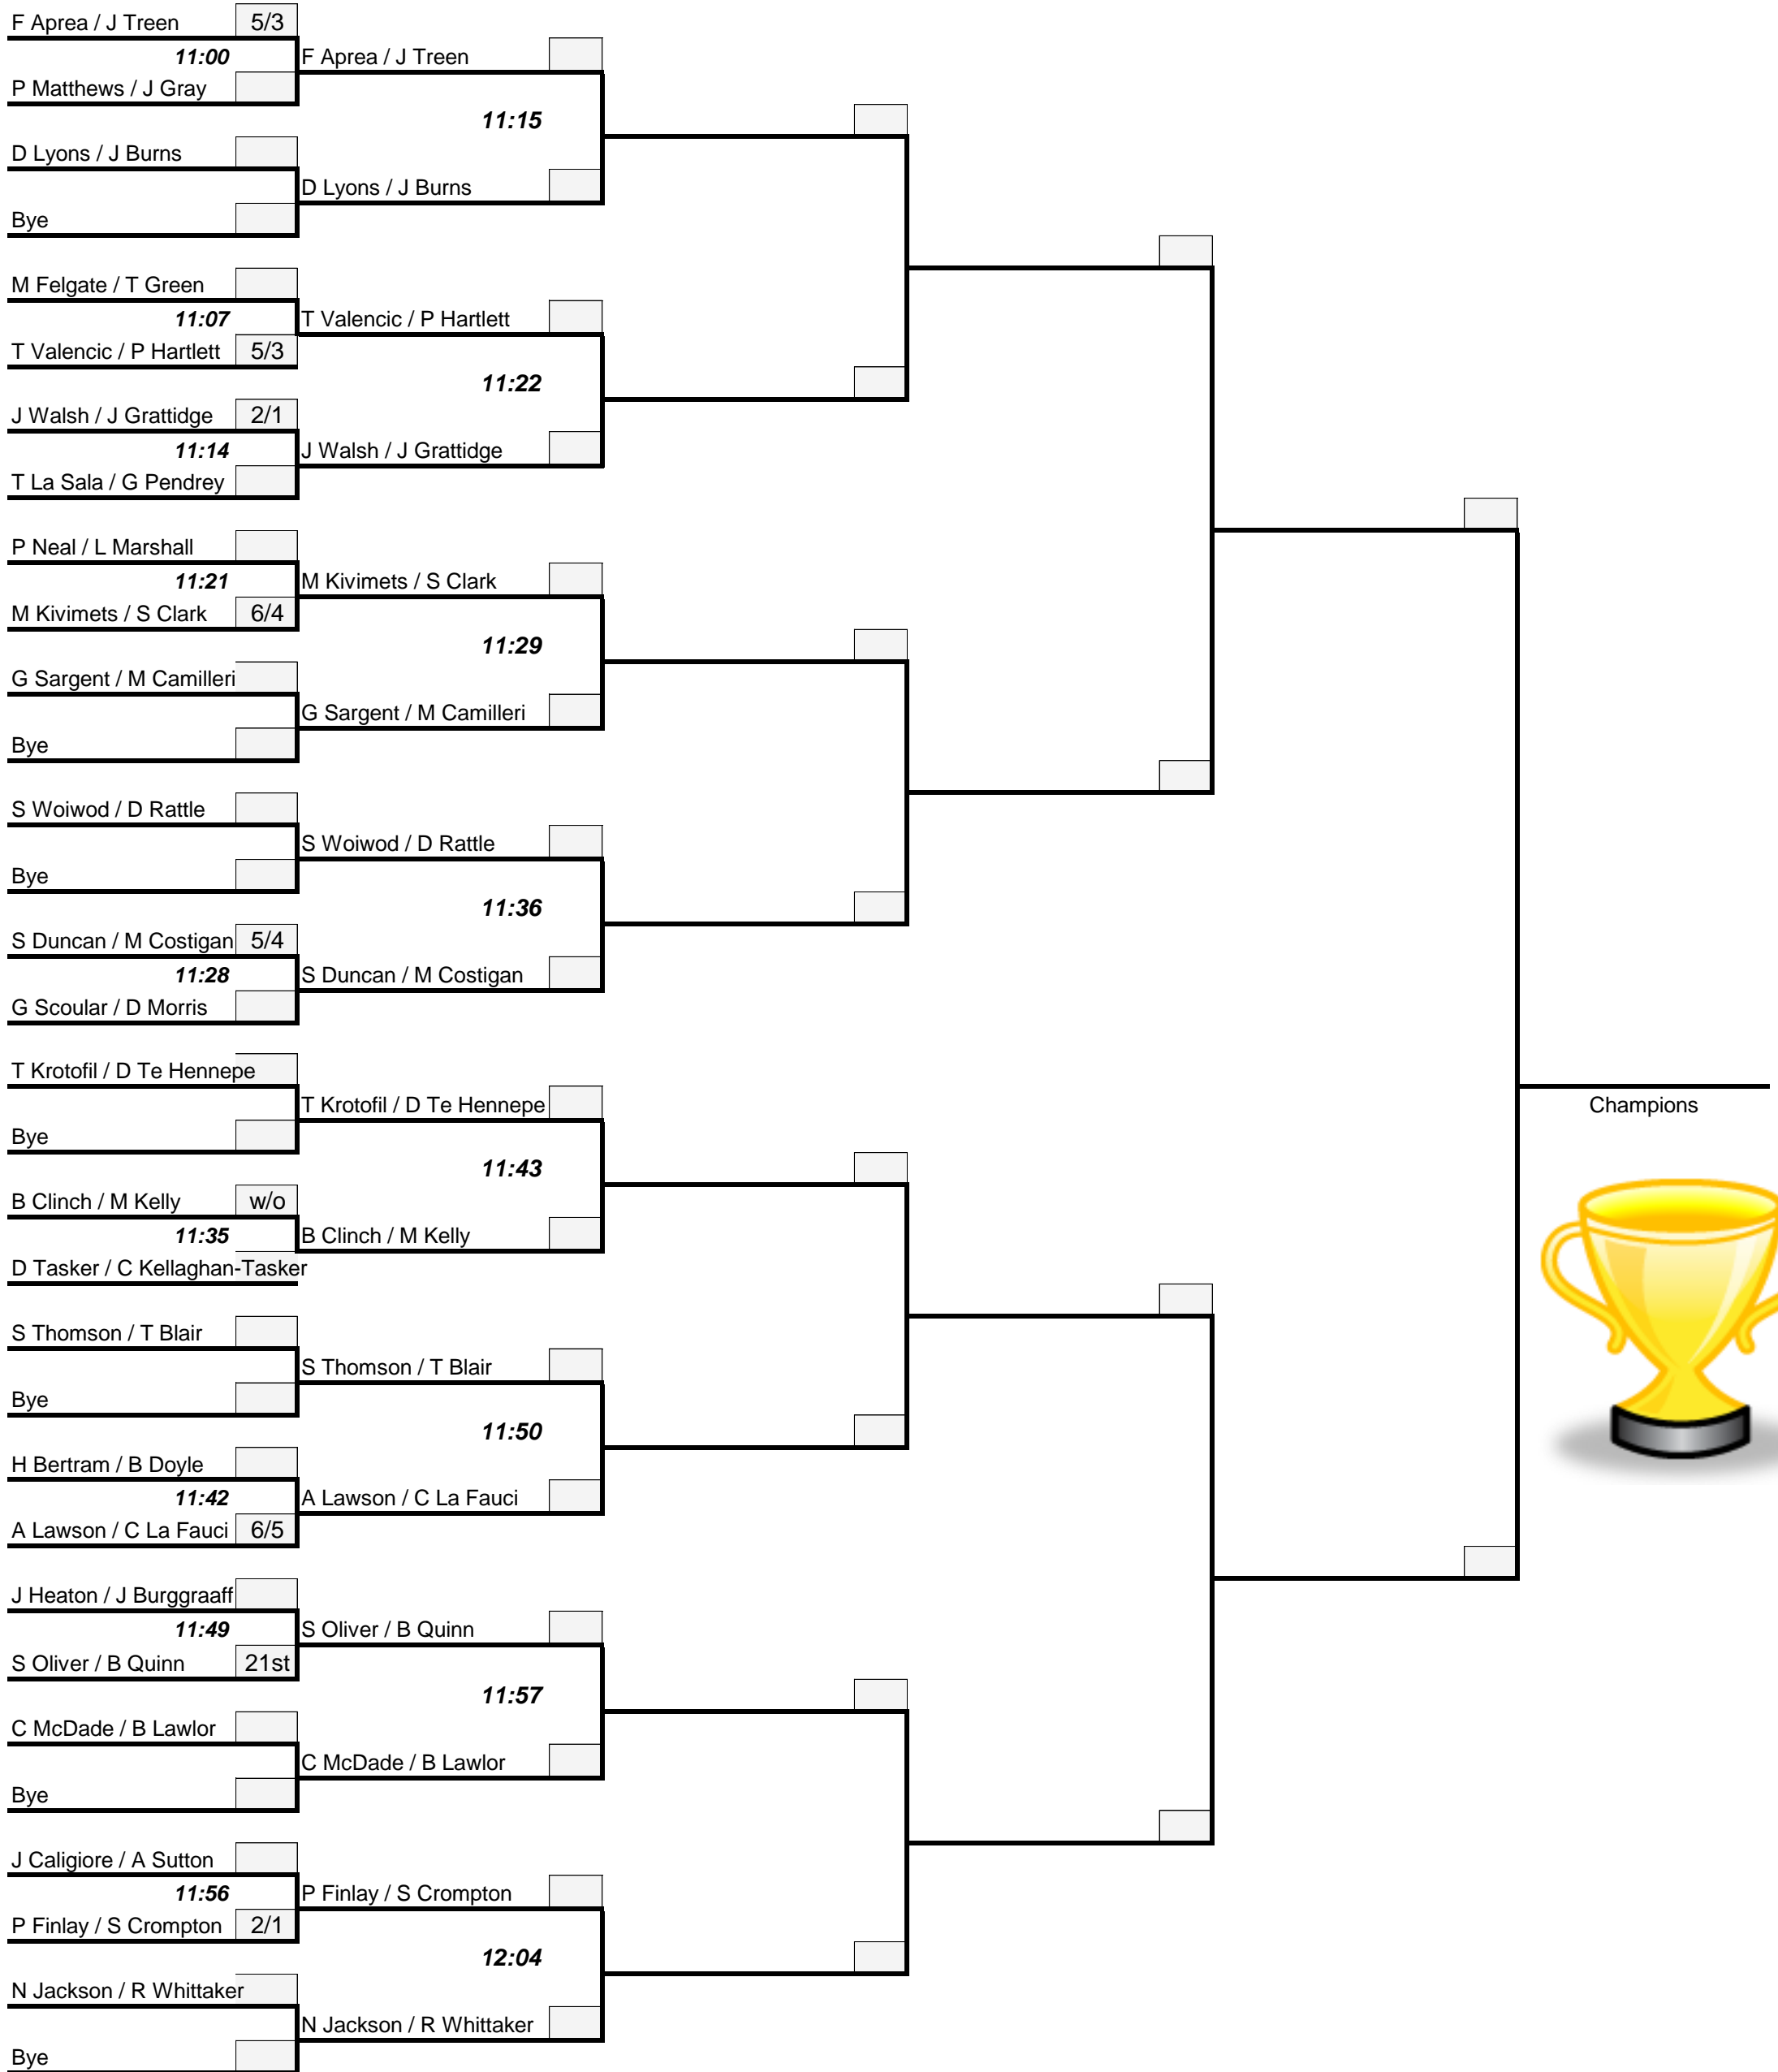 F Aprea / J Treen 5/3
11:00 F Aprea / J Treen
P Matthews / J Gray
11:15
D Lyons / J Burns
D Lyons / J Burns
Bye
M Felgate / T Green
11:07 T Valencic / P Hartlett
T Valencic / P Hartlett 5/3
11:22
J Walsh / J Grattidge 2/1
11:14 J Walsh / J Grattidge
T La Sala / G Pendrey
P Neal / L Marshall
11:21 M Kivimets / S Clark
M Kivimets / S Clark 6/4
11:29
G Sargent / M Camilleri
G Sargent / M Camilleri
Bye
S Woiwod / D Rattle
S Woiwod / D Rattle
Bye
11:36
S Duncan / M Costigan 5/4
11:28 S Duncan / M Costigan
G Scoular / D Morris
T Krotofil / D Te Hennepe
T Krotofil / D Te Hennepe
Champions
Bye
11:43
B Clinch / M Kelly w/o
11:35 B Clinch / M Kelly
D Tasker / C Kellaghan-Tasker
S Thomson / T Blair
S Thomson / T Blair
Bye
11:50
H Bertram / B Doyle
11:42 A Lawson / C La Fauci
A Lawson / C La Fauci 6/5
J Heaton / J Burggraaff
11:49 S Oliver / B Quinn
S Oliver / B Quinn 21st
11:57
C McDade / B Lawlor
C McDade / B Lawlor
Bye
J Caligiore / A Sutton
11:56 P Finlay / S Crompton
P Finlay / S Crompton 2/1
12:04
N Jackson / R Whittaker
N Jackson / R Whittaker
Bye